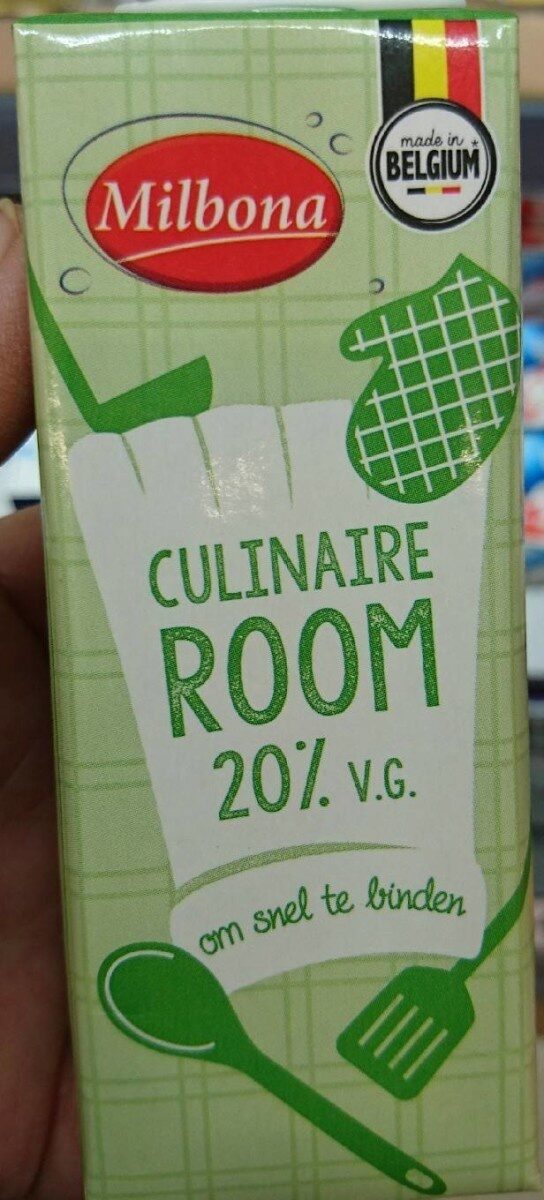 made in
BELGIUM
Milbona
CULINAIRE
ROOM
20% V.G.
om snel te binden